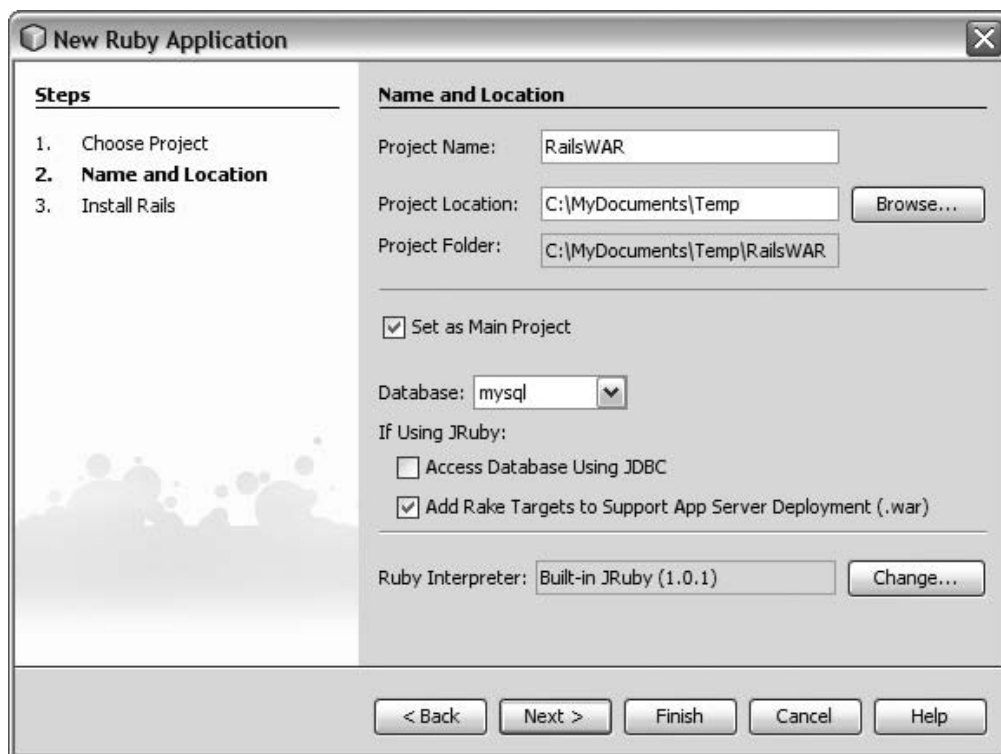 New Ruby Application
Steps
1. Choose Project
2. Name and Location
3. Install Rails
Name and Location
Project Name: RailsWAR
Project Location: C:\MyDocuments\Temp Browse...
Project Folder: C:\MyDocuments\Temp\RailsWAR
Set as Main Project
Database: mysql
If Using JRuby:
Access Database Using JDBC
Add Rake Targets to Support App Server Deployment (.war)
Ruby Interpreter: Built-in JRuby (1.0.1) Change...
< Back Next > Finish Cancel Help